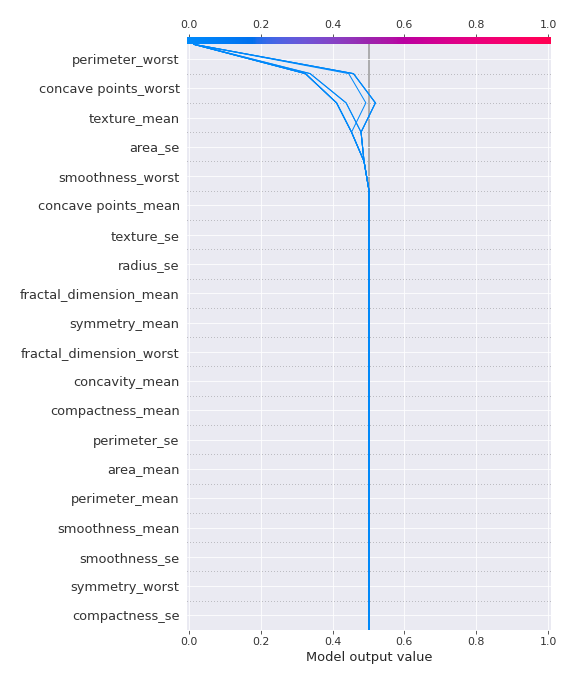 0.0 0.2 0.4 0.6 0.8 1.0
perimeter_worst
concave points_worst
texture_mean
area_se
smoothness_worst
concave points_mean
texture_se
radius_se
fractal_dimension_mean
symmetry_mean
fractal_dimension_worst
concavity_mean
compactness_mean
perimeter_se
area_mean
perimeter_mean
smoothness_mean
smoothness_se
symmetry_worst
compactness_se
0.0 0.2 0.4 0.6 0.8 1.0
Model output value